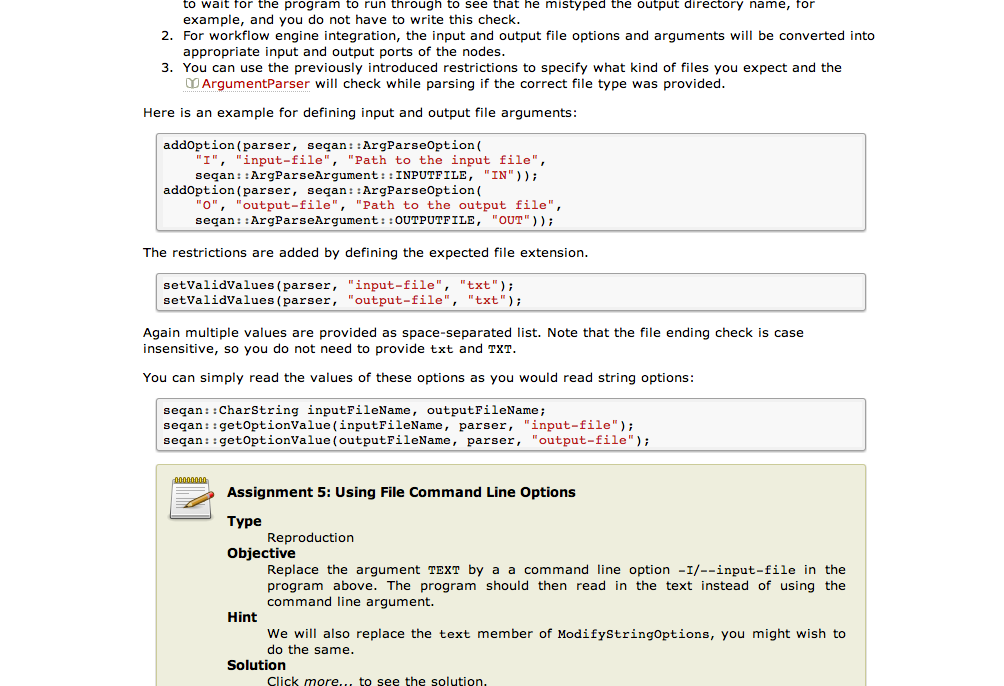 to wait for the program to run through to see that he mistyped the output directory name, for
example, and you do not have to write this check.
2. For workflow engine integration, the input and output file options and arguments will be converted into
appropriate input and output ports of the nodes.
3. You can use the previously introduced restrictions to specify what kind of files you expect and the
ArgumentParser will check while parsing if the correct file type was provided.
Here is an example for defining input and output file arguments:
addOption(parser, seqan::ArgParseOption(
"I", "input-file", "Path to the input file",
seqan::ArgParseArgument::INPUTFILE, "IN"));
addOption(parser, seqan::ArgParseOption(
"O", "output-file", "Path to the output file",
seqan::ArgParseArgument::OUTPUTFILE, "OUT"));
The restrictions are added by defining the expected file extension.
setValidValues(parser, "input-file", "txt");
setValidValues(parser, "output-file", "txt");
Again multiple values are provided as space-separated list. Note that the file ending check is case
insensitive, so you do not need to provide txt and TXT.
You can simply read the values of these options as you would read string options:
seqan::CharString inputFileName, outputFileName;
seqan::getOptionValue(inputFileName, parser, "input-file");
seqan::getOptionValue(outputFileName, parser, "output-file");
Assignment 5: Using File Command Line Options
Type
Reproduction
Objective
Replace the argument TEXT by a a command line option -I/--input-file in the
program above. The program should then read in the text instead of using the
command line argument.
Hint
We will also replace the text member of ModifyStringOptions, you might wish to
do the same.
Solution
Click more... to see the solution.